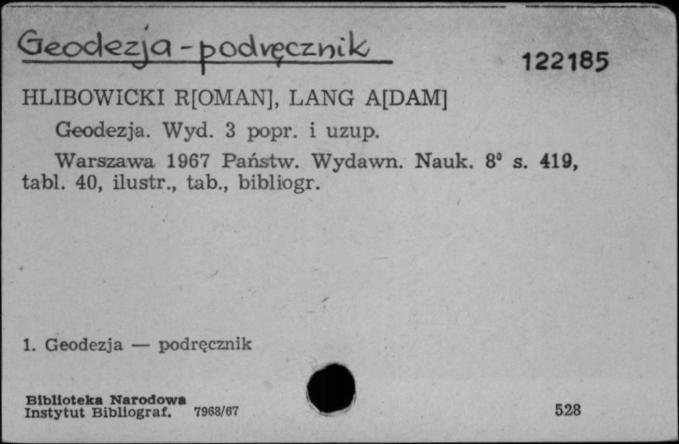 Geodezja - podręcznik
122185
HLIBOWICKI R[OMAN], LANG A[DAM]
Geodezja. Wyd. 3 popr. i uzup.
Warszawa 1967 Państw. Wydawn. Nauk. 8° s. 419,
tabl. 40, ilustr., tab., bibliogr.
1. Geodezja — podręcznik
Biblioteka Narodowa
Instytut Bibliograf. 7968/67
528